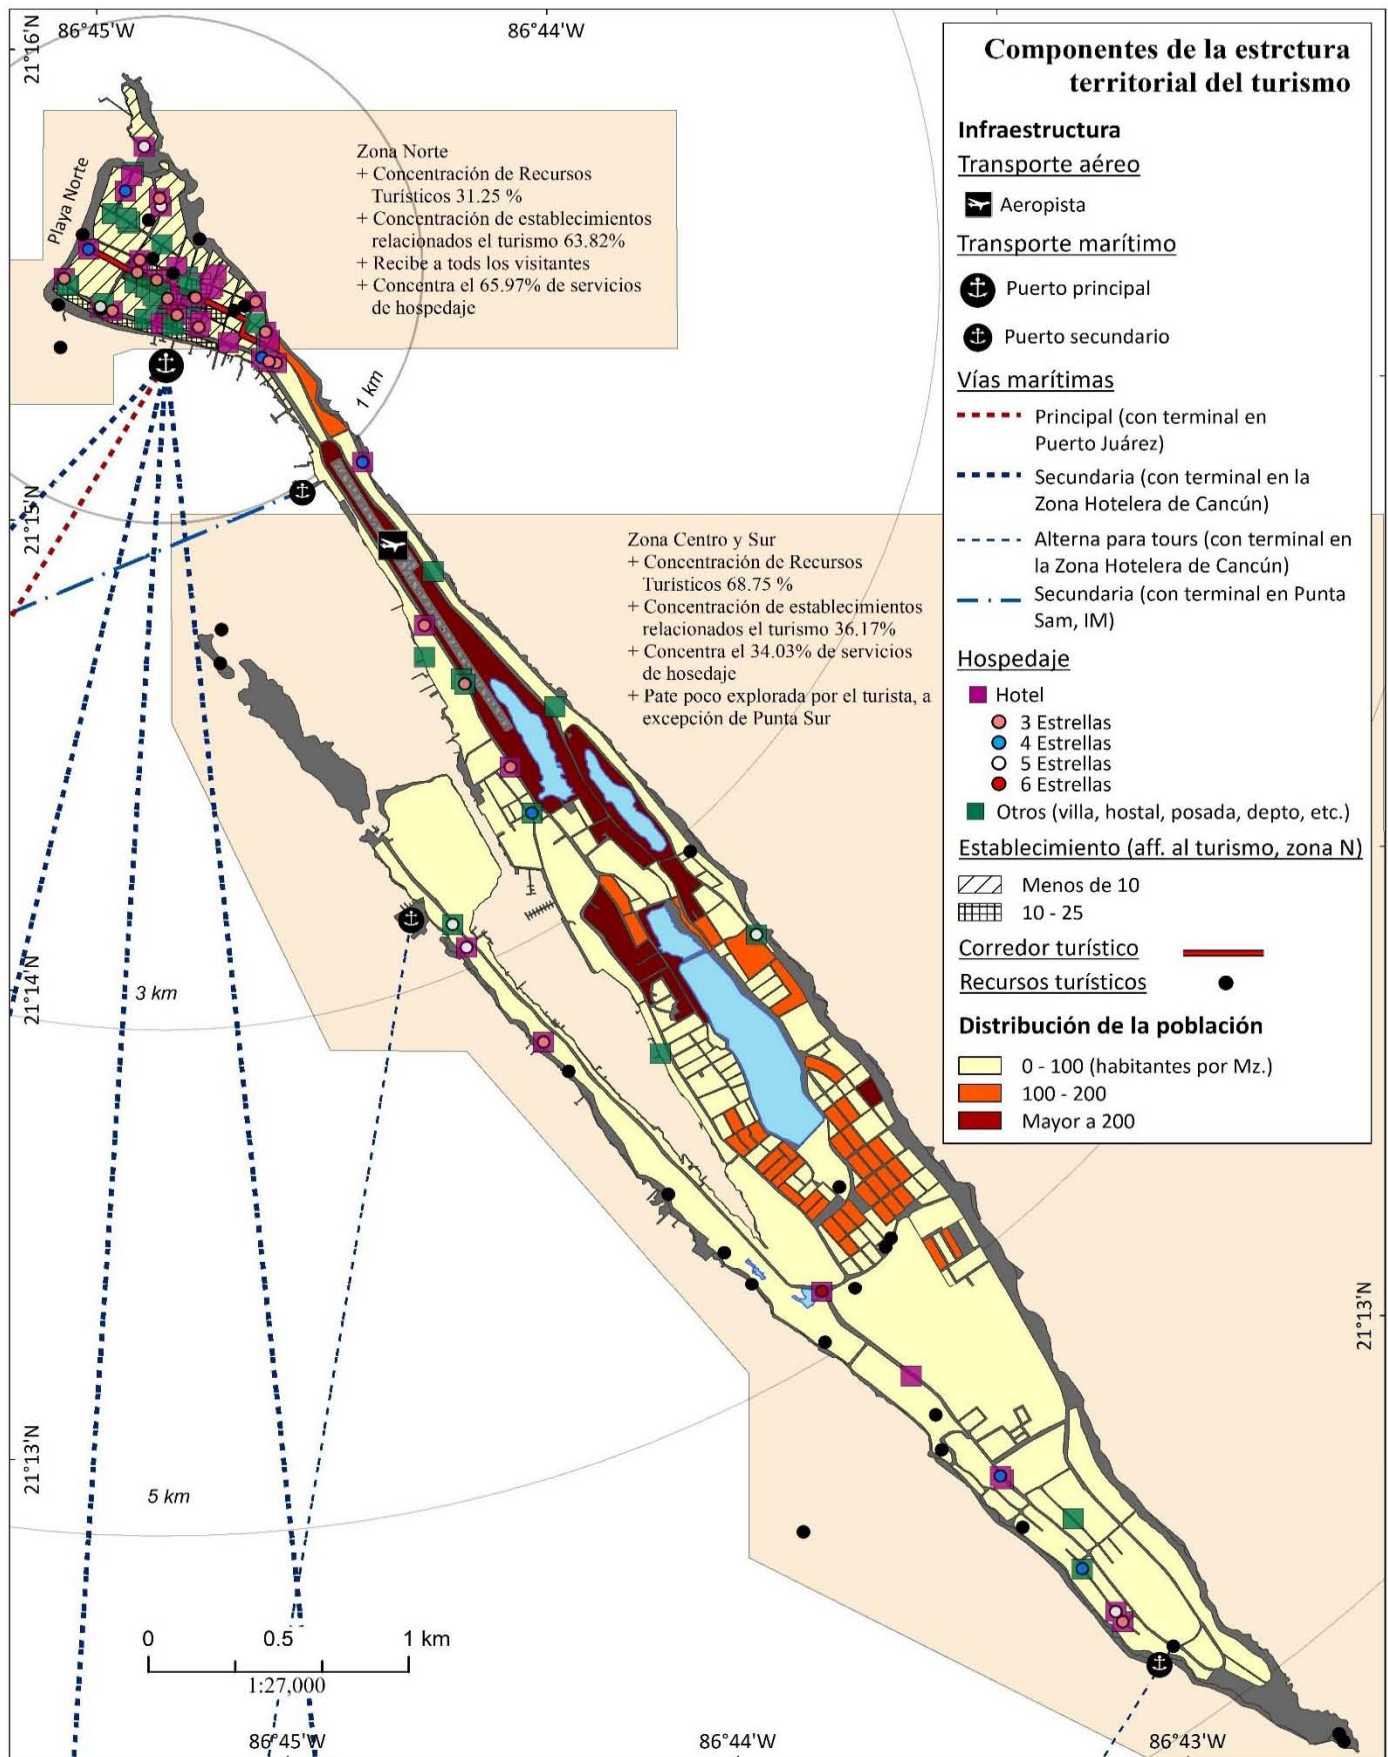 86°45'W
86°44'W
21°16'N
Componentes de la estrctura
territorial del turismo
Infraestructura
Transporte aéreo
Aeropista
Transporte marítimo
Puerto principal
Puerto secundario
Vías marítimas
Principal (con terminal en
Puerto Juárez)
Secundaria (con terminal en la
Zona Hotelera de Cancún)
Alterna para tours (con terminal en
la Zona Hotelera de Cancún)
Secundaria (con terminal en Punta
Sam, IM)
Hospedaje
Hotel
3 Estrellas
4 Estrellas
5 Estrellas
6 Estrellas
Otros (villa, hostal, posada, depto, etc.)
Establecimiento (aff. al turismo, zona N)
Menos de 10
10 - 25
Corredor turístico
Recursos turísticos
Distribución de la población
0 - 100 (habitantes por Mz.)
100 - 200
Mayor a 200
Playa Norte
Zona Norte
+ Concentración de Recursos
Turísticos 31.25 %
+ Concentración de establecimientos
relacionados el turismo 63.82%
+ Recibe a tods los visitantes
+ Concentra el 65.97% de servicios
de hospedaje
1 km
21°15'N
Zona Centro y Sur
+ Concentración de Recursos
Turísticos 68.75 %
+ Concentración de establecimientos
relacionados el turismo 36.17%
+ Concentra el 34.03% de servicios
de hosedaje
+ Pate poco explorada por el turista, a
excepción de Punta Sur
21°14'N
3 km
21°13'N
21°13'N
5 km
0 0.5 1 km
1:27,000
86°45'W
86°44'W
86°43'W